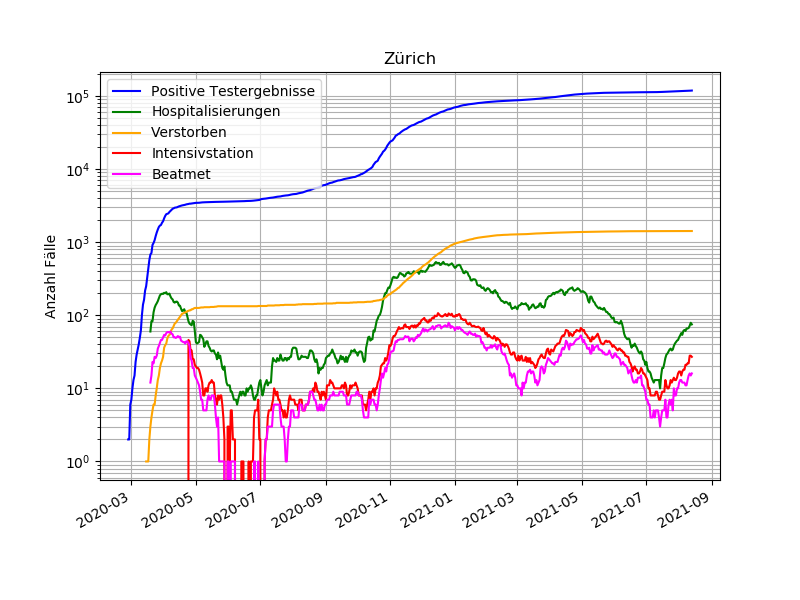 Zürich
Positive Testergebnisse
Hospitalisierungen
Verstorben
Intensivstation
Beatmet
Anzahl Fälle
10^5
10^4
10^3
10^2
10^1
10^0
2020-03 2020-05 2020-07 2020-09 2020-11 2021-01 2021-03 2021-05 2021-07 2021-09